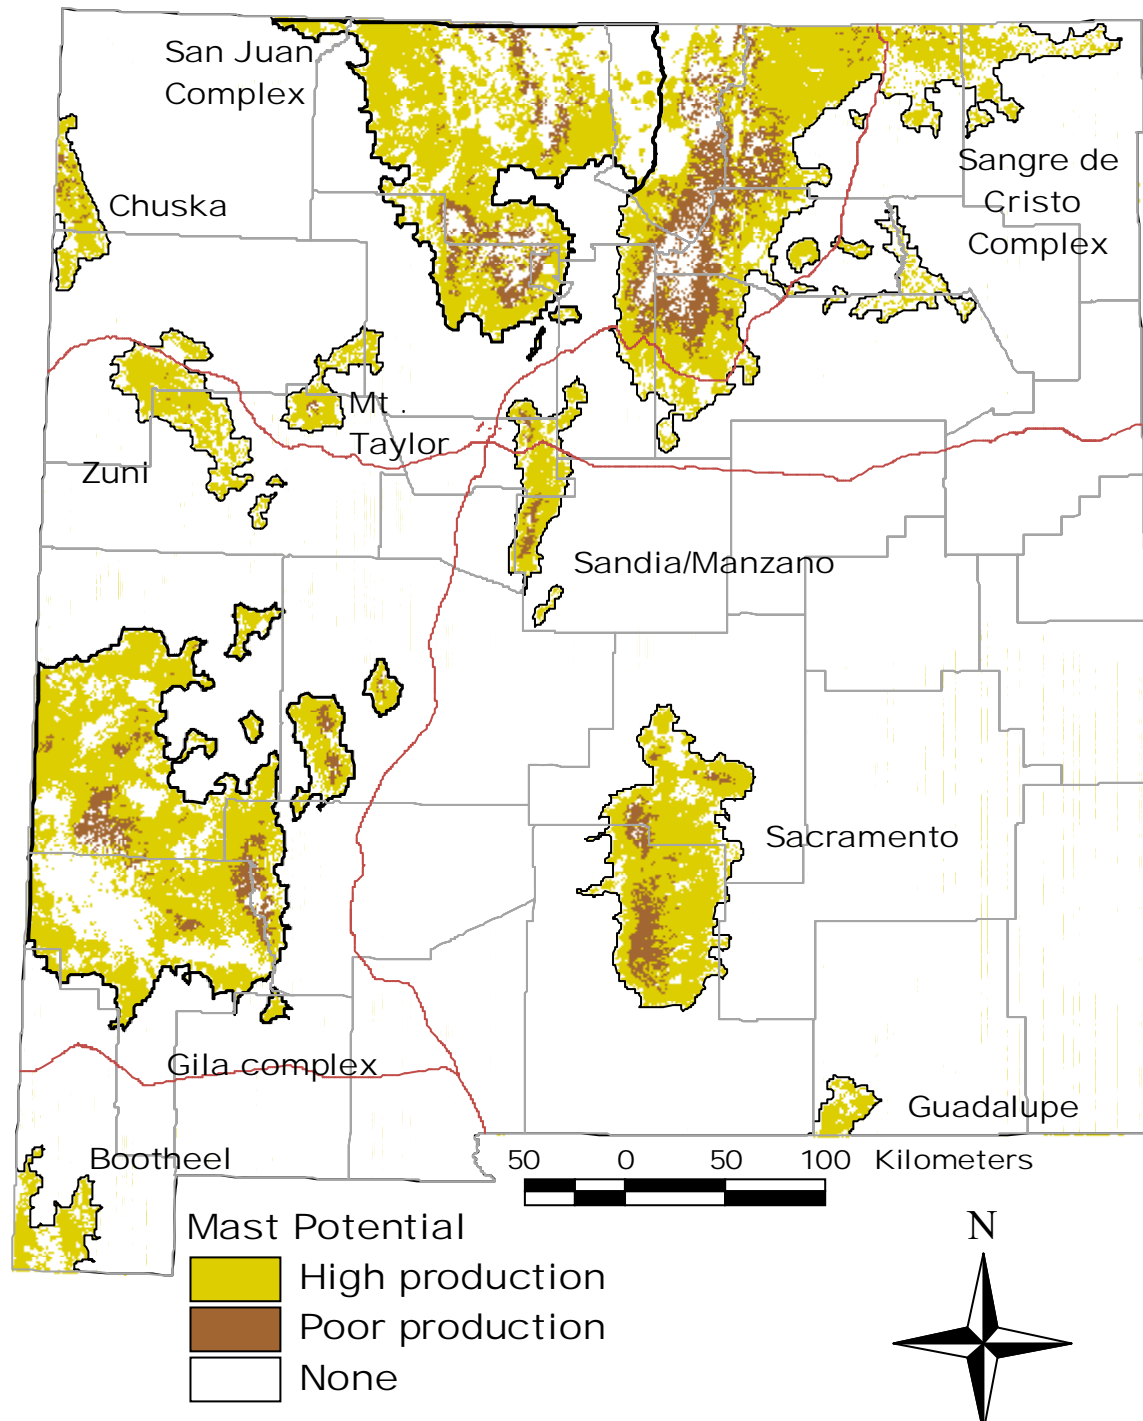 San Juan
Complex
Sangre de
Cristo
Complex
Chuska
Mt.
Taylor
Zuni
Sandia/Manzano
Sacramento
Gila complex
Guadalupe
Bootheel
50 0 50 100 Kilometers
Mast Potential
N
High production
Poor production
None